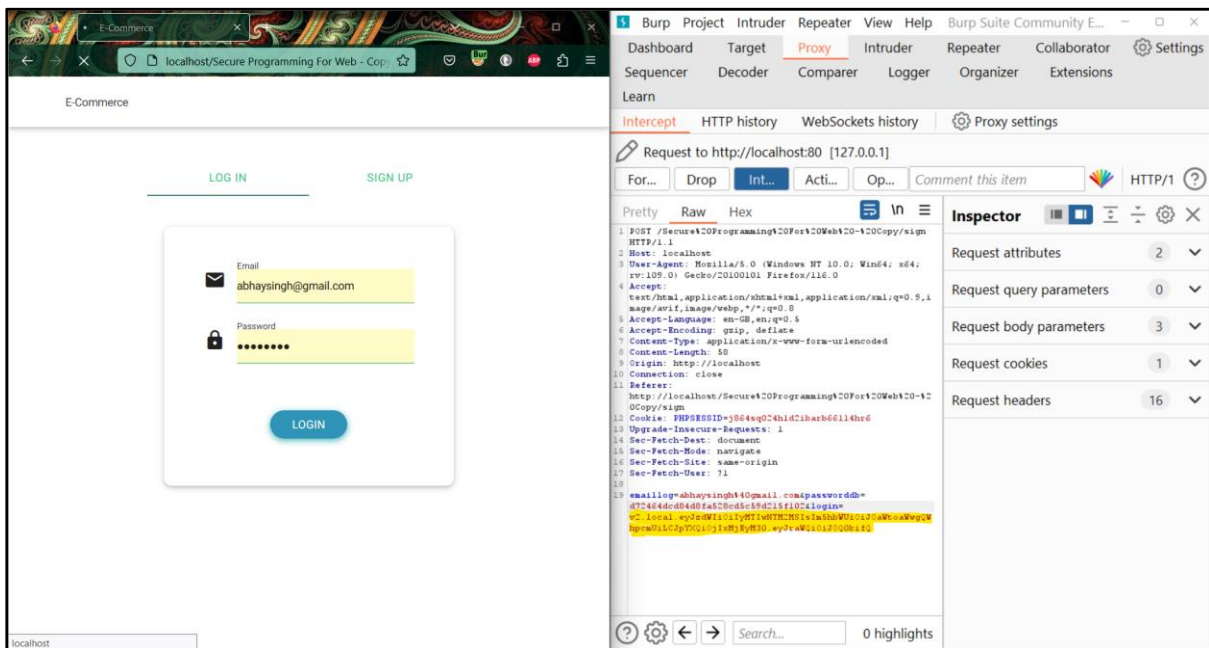 E-Commerce
localhost/Secure Programming For Web - Cop
E-Commerce
LOG IN
SIGN UP
Email
abhaysingh@gmail.com
Password
LOGIN
localhost
Burp Project Intruder Repeater View Help Burp Suite Community E...
Dashboard Target Proxy Intruder Repeater Collaborator Settings
Sequencer Decoder Comparer Logger Organizer Extensions
Learn
Intercept HTTP history WebSockets history Proxy settings
Request to http://localhost:80 [127.0.0.1]
For... Drop Int... Acti... Op... Comment this item HTTP/1
Pretty Raw Hex \n
1 POST /Secure%20Programming%20For%20Web%20-%20Copy/sign
HTTP/1.1
2 Host: localhost
3 User-Agent: Mozilla/5.0 (Windows NT 10.0; Win64; x64;
rv:109.0) Gecko/20100101 Firefox/116.0
4 Accept:
text/html,application/xhtml+xml,application/xml;q=0.9,i
mage/avif,image/webp,*/*;q=0.8
5 Accept-Language: en-GB,en;q=0.5
6 Accept-Encoding: gzip, deflate
7 Content-Type: application/x-www-form-urlencoded
8 Content-Length: 58
9 Origin: http://localhost
10 Connection: close
11 Referer:
http://localhost/Secure%20Programming%20For%20Web%20-%2
0Copy/sign
12 Cookie: PHPSESSID=
13 Upgrade-Insecure-Requests: 1
14 Sec-Fetch-Dest: document
15 Sec-Fetch-Mode: navigate
16 Sec-Fetch-Site: same-origin
17 Sec-Fetch-User: ?1
18
19 emaillog=abhaysingh%40gmail.com&passworddb=
&login=
Search... 0 highlights
Inspector
Request attributes 2
Request query parameters 0
Request body parameters 3
Request cookies 1
Request headers 16